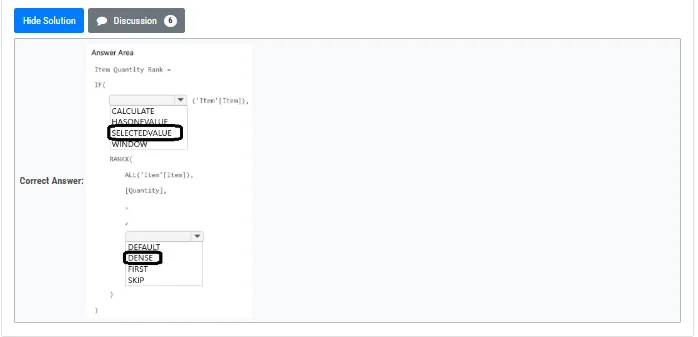 Hide Solution
Discussion 6
Answer Area
Item Quantity Rank =
IF(
('Item'[Item]),
CALCULATE
HASONEVALUE
SELECTEDVALUE
WINDOW
RANKX(
Correct Answer:
ALL('Item'[Item]),
[Quantity],
,
,
DEFAULT
DENSE
FIRST
SKIP
)
)